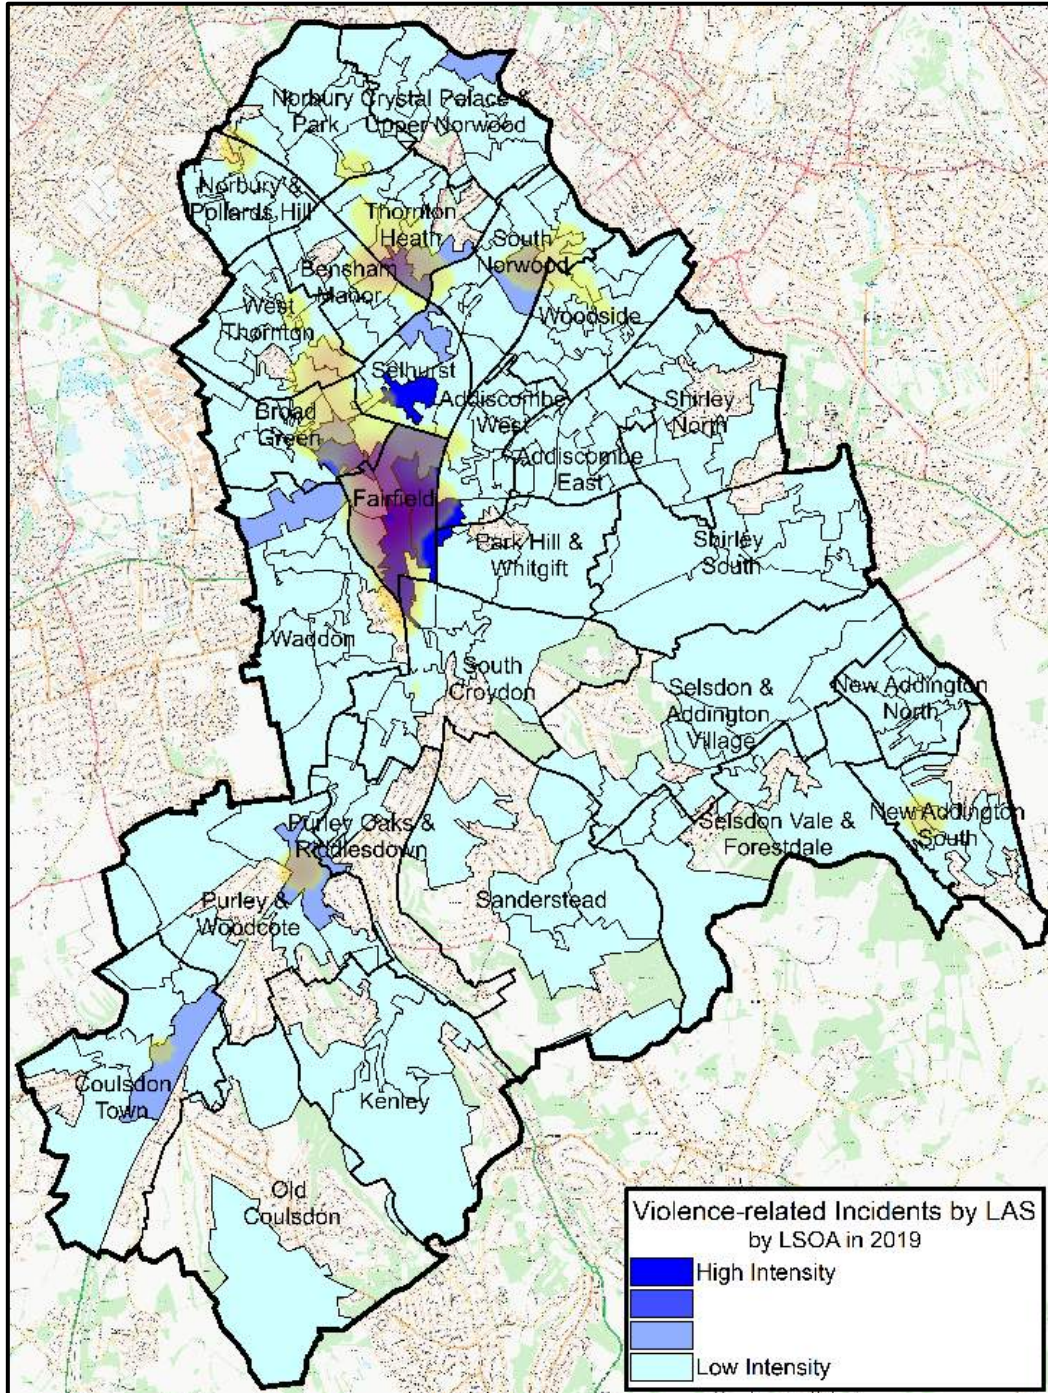 Norbury
Park
Crystal Palace &
Upper Norwood
Norbury &
Pollards Hill
Thornton
Heath
South
Norwood
Bensham
Manor
West
Thornton
Woodside
Selhurst
Broad
Green
Addiscombe
West
Shirley
North
Addiscombe
East
Fairfield
Park Hill &
Whitgift
Shirley
South
Waddon
South
Croydon
Selsdon &
Addington
Village
New Addington
North
Purley Oaks &
Riddlesdown
Selsdon Vale &
Forestdale
New Addington
South
Purley &
Woodcote
Sanderstead
Coulsdon
Town
Kenley
Old
Coulsdon
Violence-related Incidents by LAS
by LSOA in 2019
High Intensity
Low Intensity